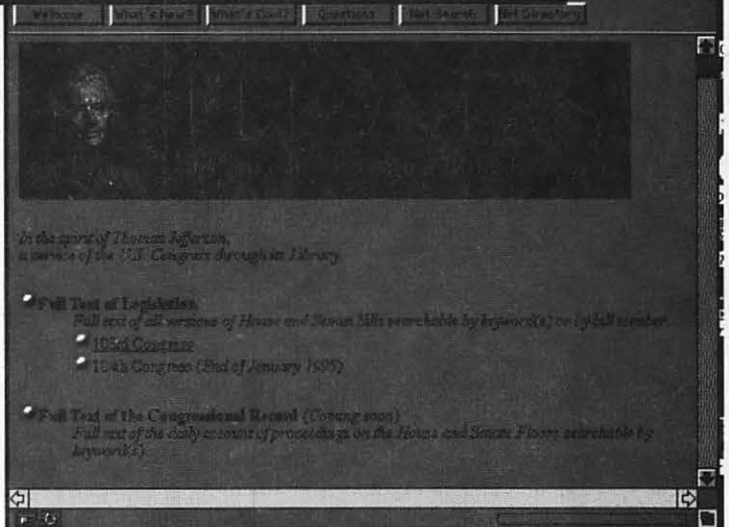 Welcome What's New? What's Cool? Questions Net Search Net Directory
In the spirit of Thomas Jefferson,
a service of the U.S. Congress through its Library.
Full Text of Legislation
Full text of all versions of House and Senate bills searchable by keyword(s) or by bill number.
103rd Congress
104th Congress (End of January 1995)
Full Text of the Congressional Record (Coming soon)
Full text of the daily account of proceedings on the House and Senate Floors searchable by
keyword(s).